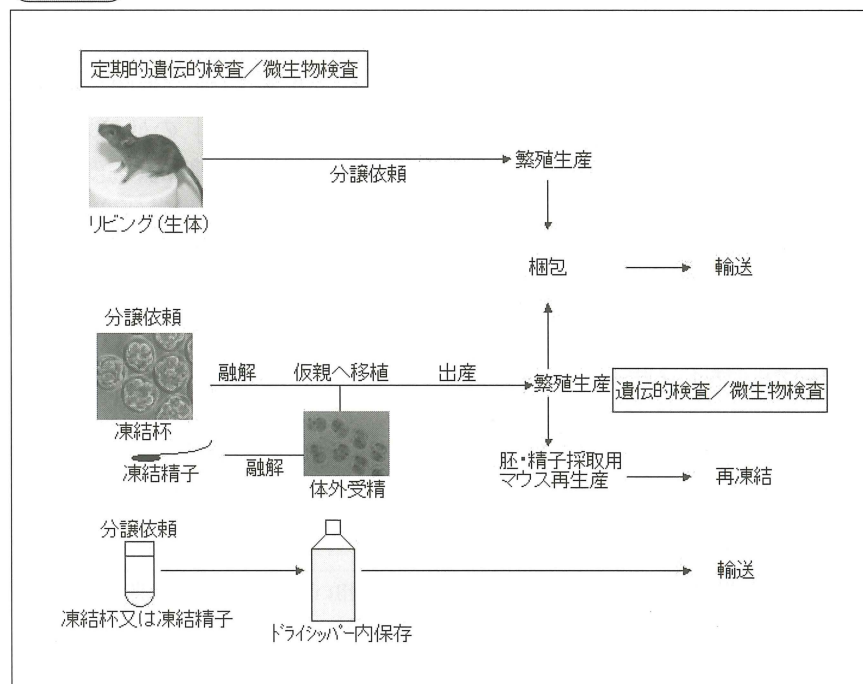 定期的遺伝的検査／微生物検査
分譲依頼
繁殖生産
リビング(生体)
梱包
輸送
分譲依頼
融解
仮親へ移植
出産
繁殖生産
遺伝的検査／微生物検査
凍結杯
凍結精子
融解
体外受精
胚・精子採取用
マウス再生産
再凍結
分譲依頼
輸送
凍結杯又は凍結精子
ドライシッパー内保存